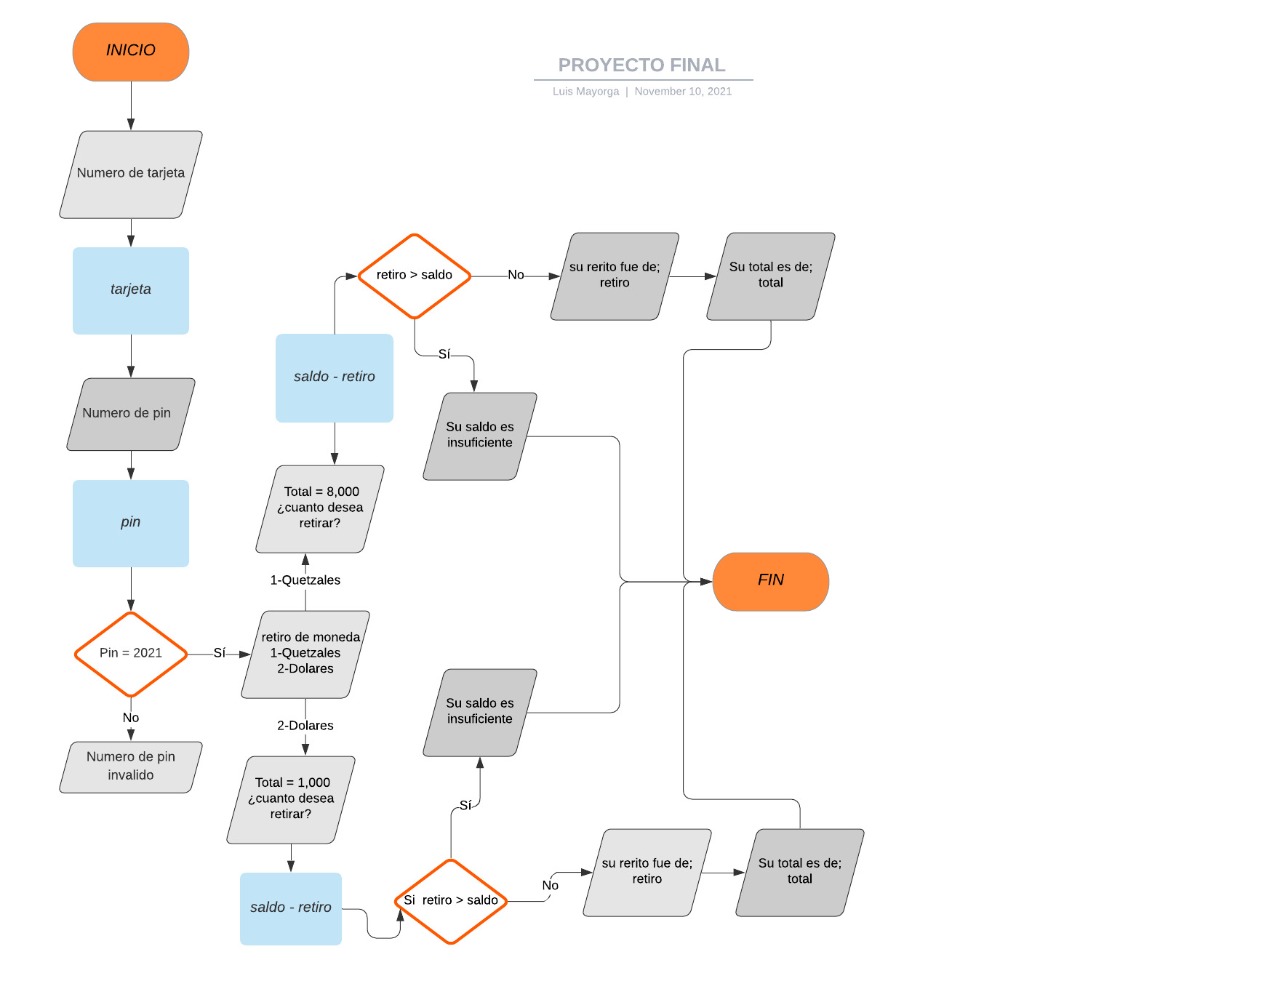 INICIO
PROYECTO FINAL
Luis Mayorga | November 10, 2021
Numero de tarjeta
tarjeta
Numero de pin
pin
Pin = 2021
No
Numero de pin
invalido
Sí
retiro de moneda
1-Quetzales
2-Dolares
1-Quetzales
Total = 8,000
¿cuanto desea
retirar?
saldo - retiro
retiro > saldo
No
su rerito fue de;
retiro
Su total es de;
total
Sí
Su saldo es
insuficiente
FIN
2-Dolares
Total = 1,000
¿cuanto desea
retirar?
saldo - retiro
Si retiro > saldo
Sí
Su saldo es
insuficiente
No
su rerito fue de;
retiro
Su total es de;
total